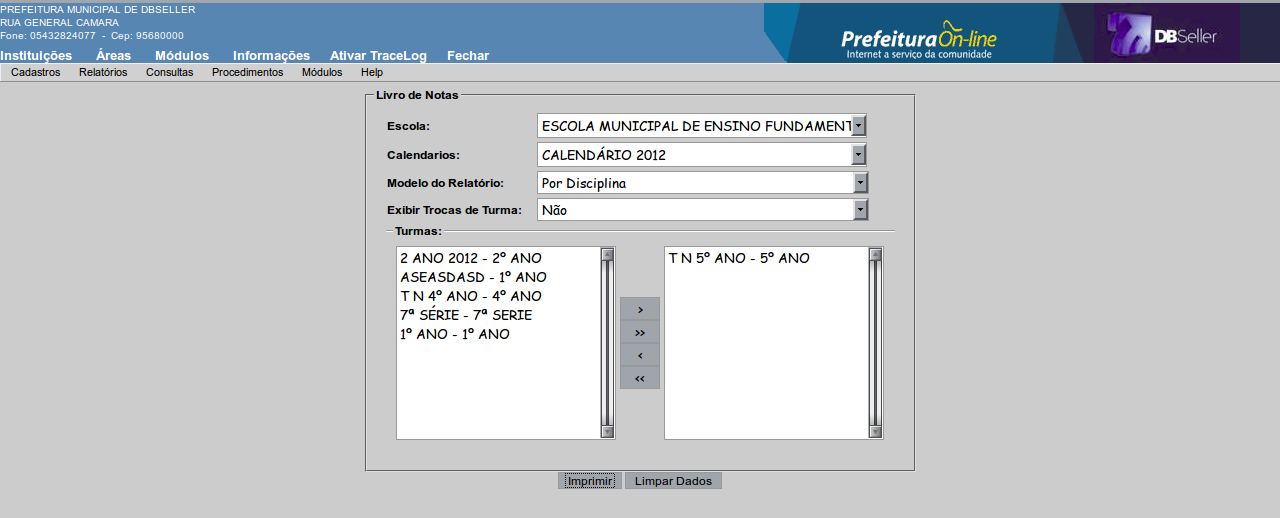 PREFEITURA MUNICIPAL DE DBSELLER
RUA GENERAL CAMARA
Fone: 05432824077 - Cep: 95680000
PrefeituraOn-line
Internet a serviço da comunidade
DBSeller
Instituições Áreas Módulos Informações Ativar TraceLog Fechar
Cadastros Relatórios Consultas Procedimentos Módulos Help
Livro de Notas
Escola: ESCOLA MUNICIPAL DE ENSINO FUNDAMENT
Calendarios: CALENDÁRIO 2012
Modelo do Relatório: Por Disciplina
Exibir Trocas de Turma: Não
Turmas:
2 ANO 2012 - 2º ANO
ASEASDASD - 1º ANO
T N 4º ANO - 4º ANO
7ª SÉRIE - 7ª SERIE
1º ANO - 1º ANO
>
>>
<
<<
T N 5º ANO - 5º ANO
Imprimir Limpar Dados